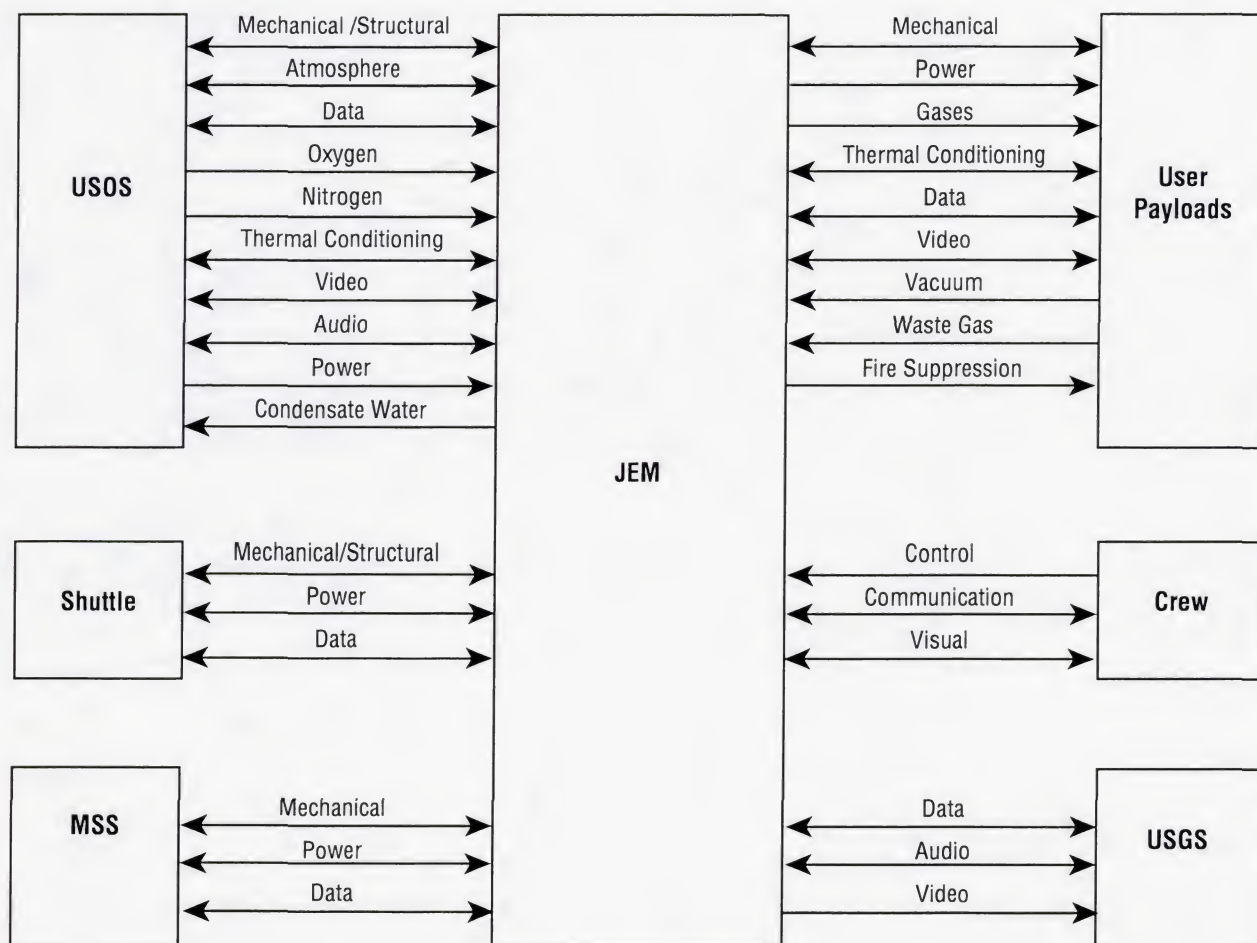 USOS
Mechanical /Structural
Atmosphere
Data
Oxygen
Nitrogen
Thermal Conditioning
Video
Audio
Power
Condensate Water
JEM
Mechanical
Power
Gases
Thermal Conditioning
Data
Video
Vacuum
Waste Gas
Fire Suppression
User
Payloads
Shuttle
Mechanical/Structural
Power
Data
Control
Communication
Visual
Crew
MSS
Mechanical
Power
Data
Data
Audio
Video
USGS